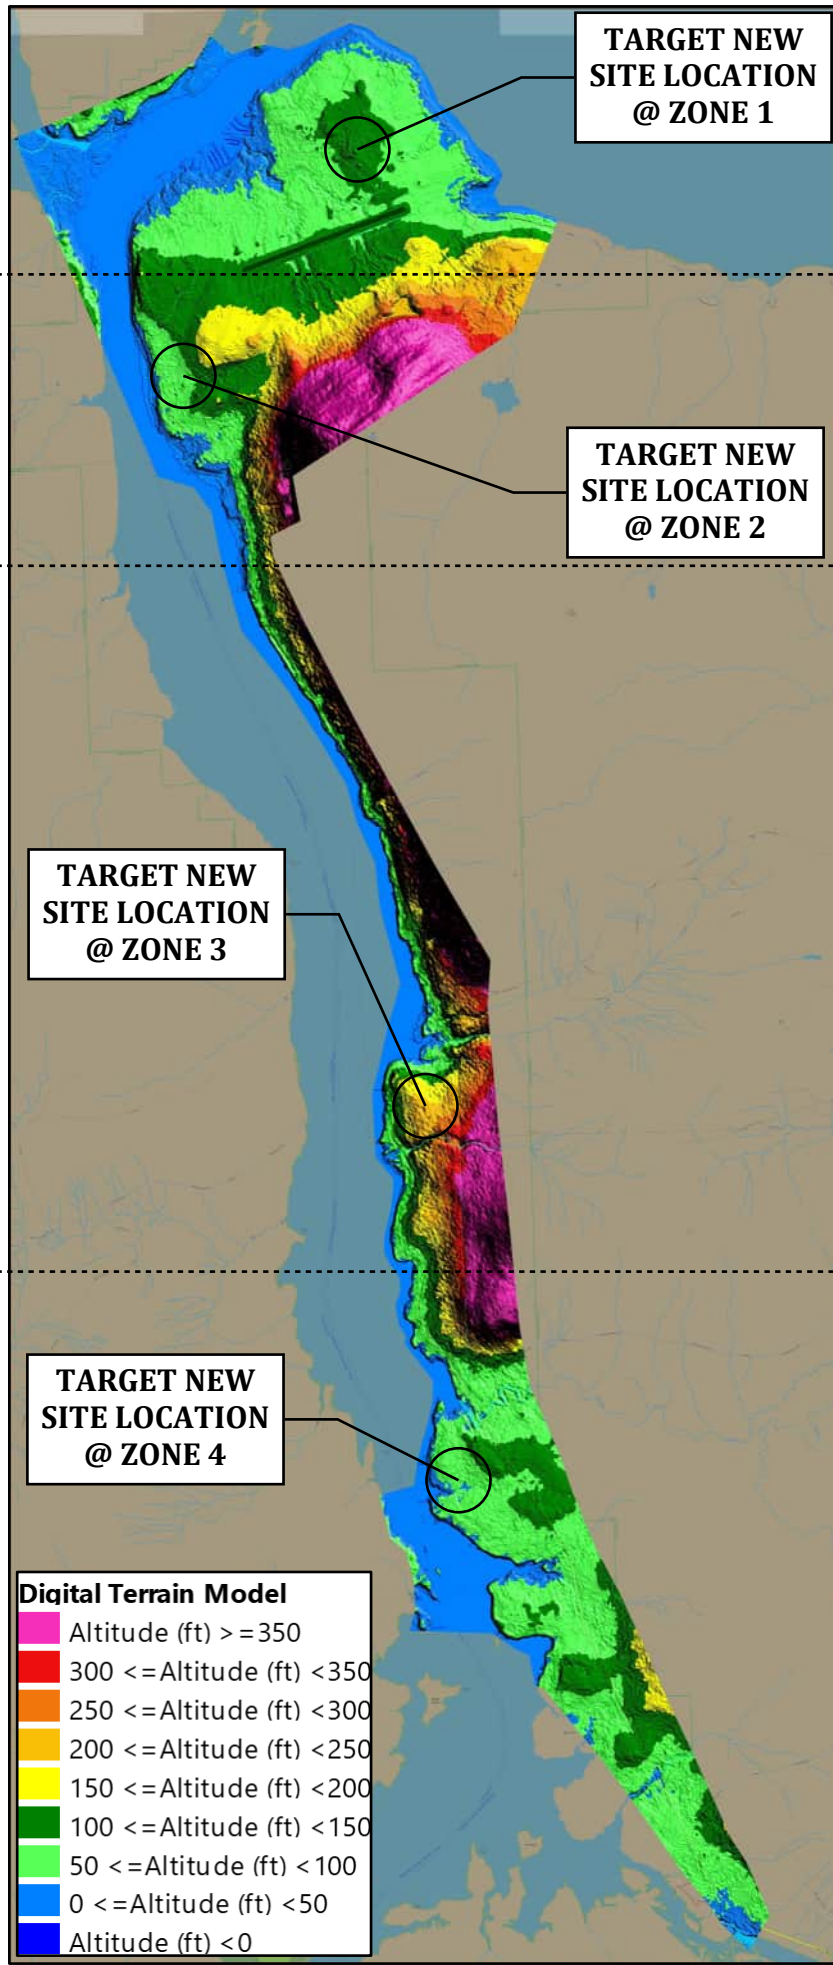 TARGET NEW
SITE LOCATION
@ ZONE 1
TARGET NEW
SITE LOCATION
@ ZONE 2
TARGET NEW
SITE LOCATION
@ ZONE 3
TARGET NEW
SITE LOCATION
@ ZONE 4
Digital Terrain Model
Altitude (ft) >=350
300 <=Altitude (ft) <350
250 <=Altitude (ft) <300
200 <=Altitude (ft) <250
150 <=Altitude (ft) <200
100 <=Altitude (ft) <150
50 <=Altitude (ft) <100
0 <=Altitude (ft) <50
Altitude (ft) <0